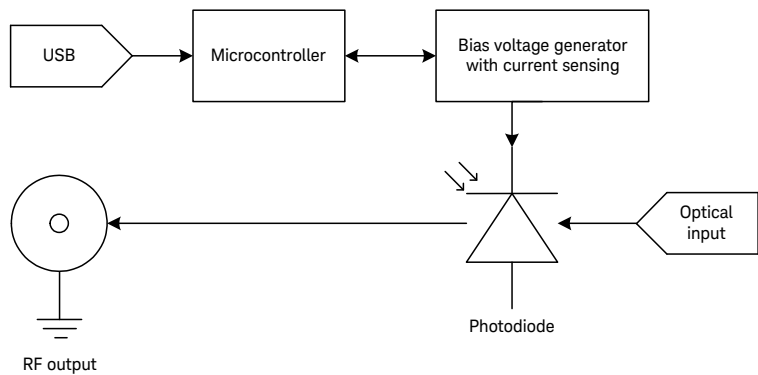 USB
Microcontroller
Bias voltage generator
with current sensing
Optical
input
Photodiode
RF output